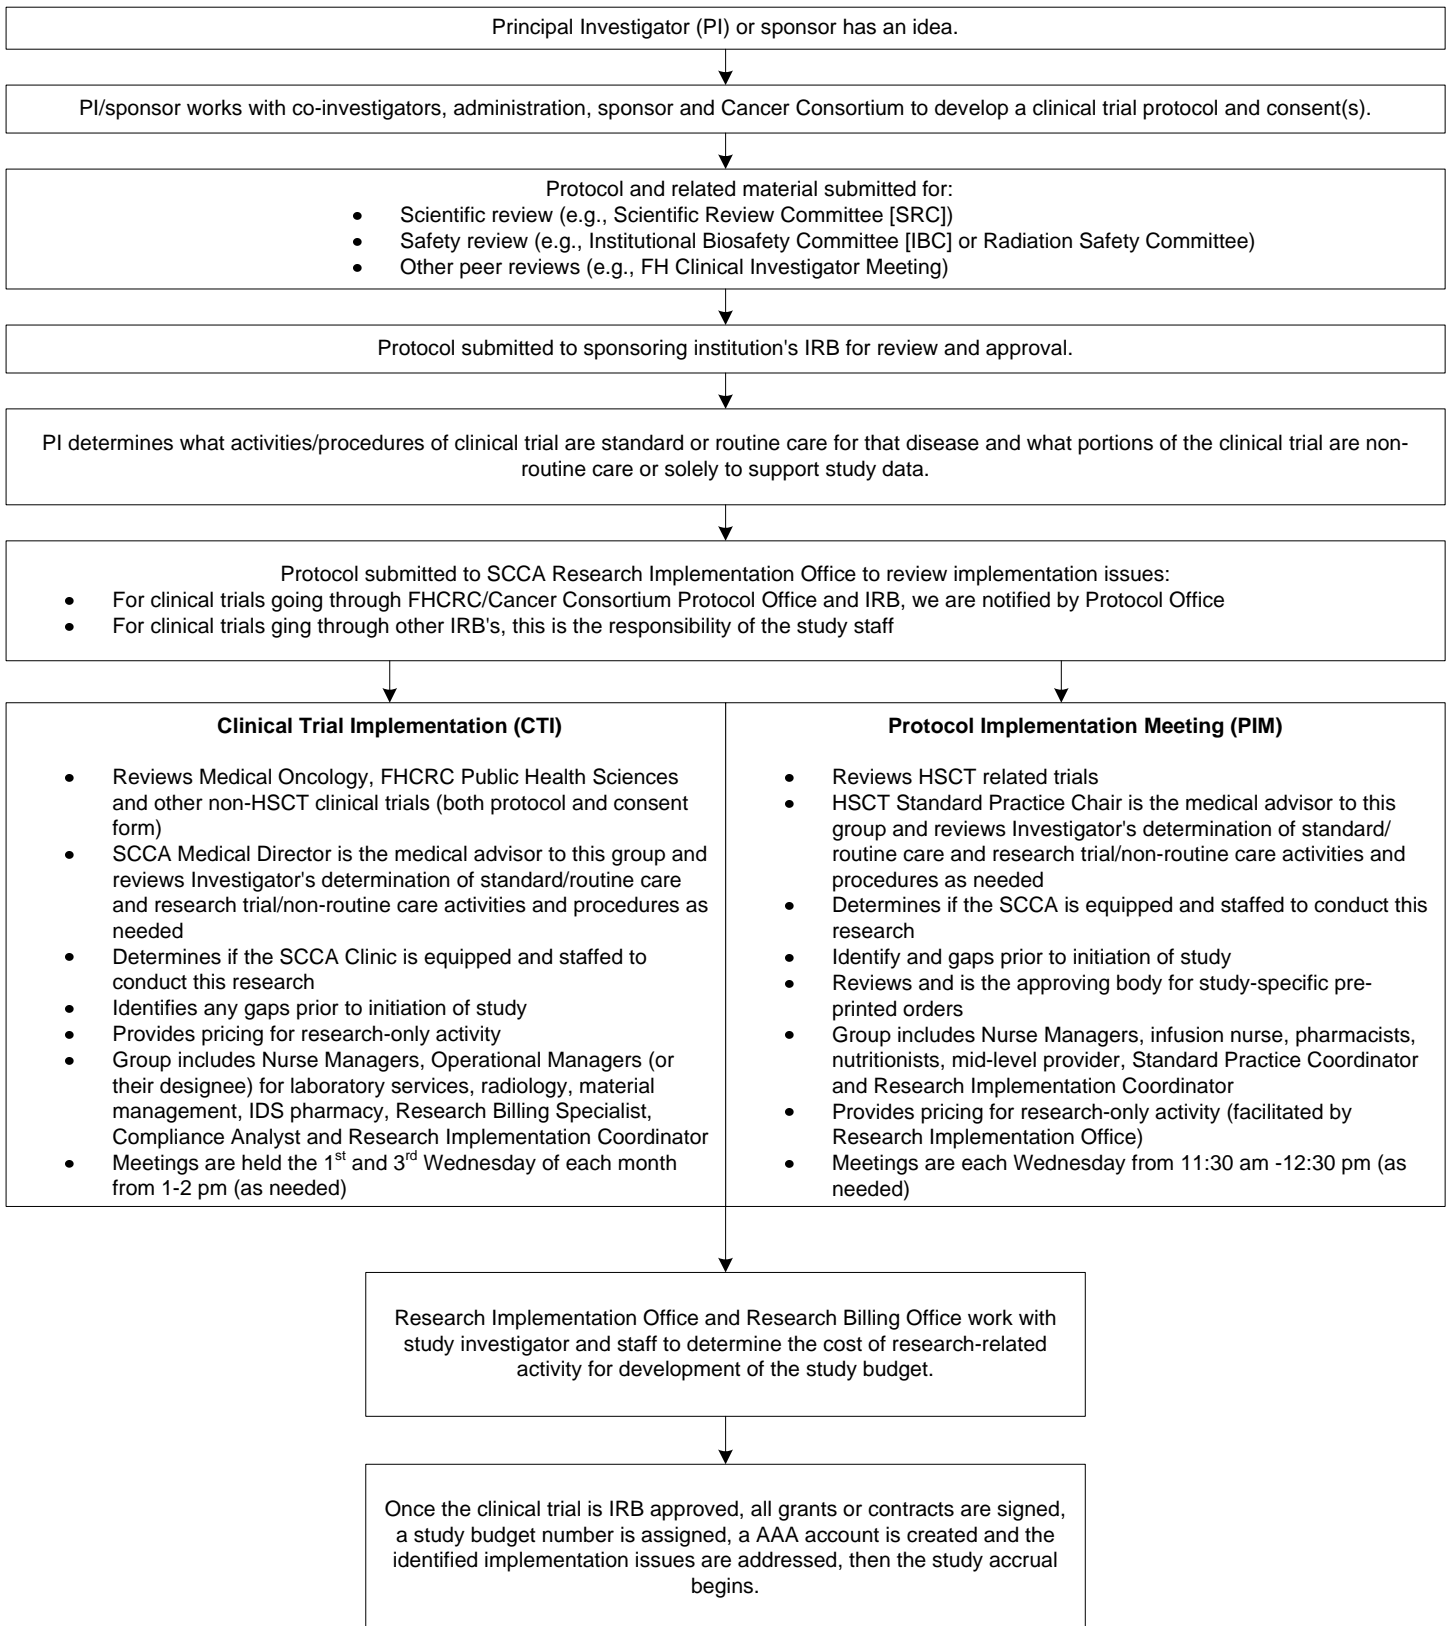 Principal Investigator (PI) or sponsor has an idea.
PI/sponsor works with co-investigators, administration, sponsor and Cancer Consortium to develop a clinical trial protocol and consent(s).
Protocol and related material submitted for:
• Scientific review (e.g., Scientific Review Committee [SRC])
• Safety review (e.g., Institutional Biosafety Committee [IBC] or Radiation Safety Committee)
• Other peer reviews (e.g., FH Clinical Investigator Meeting)
Protocol submitted to sponsoring institution's IRB for review and approval.
PI determines what activities/procedures of clinical trial are standard or routine care for that disease and what portions of the clinical trial are non-
routine care or solely to support study data.
Protocol submitted to SCCA Research Implementation Office to review implementation issues:
• For clinical trials going through FHCRC/Cancer Consortium Protocol Office and IRB, we are notified by Protocol Office
• For clinical trials ging through other IRB's, this is the responsibility of the study staff
Clinical Trial Implementation (CTI)
• Reviews Medical Oncology, FHCRC Public Health Sciences
and other non-HSCT clinical trials (both protocol and consent
form)
• SCCA Medical Director is the medical advisor to this group and
reviews Investigator's determination of standard/routine care
and research trial/non-routine care activities and procedures as
needed
• Determines if the SCCA Clinic is equipped and staffed to
conduct this research
• Identifies any gaps prior to initiation of study
• Provides pricing for research-only activity
• Group includes Nurse Managers, Operational Managers (or
their designee) for laboratory services, radiology, material
management, IDS pharmacy, Research Billing Specialist,
Compliance Analyst and Research Implementation Coordinator
• Meetings are held the 1st and 3rd Wednesday of each month
from 1-2 pm (as needed)
Protocol Implementation Meeting (PIM)
• Reviews HSCT related trials
• HSCT Standard Practice Chair is the medical advisor to this
group and reviews Investigator's determination of standard/
routine care and research trial/non-routine care activities and
procedures as needed
• Determines if the SCCA is equipped and staffed to conduct this
research
• Identify and gaps prior to initiation of study
• Reviews and is the approving body for study-specific pre-
printed orders
• Group includes Nurse Managers, infusion nurse, pharmacists,
nutritionists, mid-level provider, Standard Practice Coordinator
and Research Implementation Coordinator
• Provides pricing for research-only activity (facilitated by
Research Implementation Office)
• Meetings are each Wednesday from 11:30 am -12:30 pm (as
needed)
Research Implementation Office and Research Billing Office work with
study investigator and staff to determine the cost of research-related
activity for development of the study budget.
Once the clinical trial is IRB approved, all grants or contracts are signed,
a study budget number is assigned, a AAA account is created and the
identified implementation issues are addressed, then the study accrual
begins.